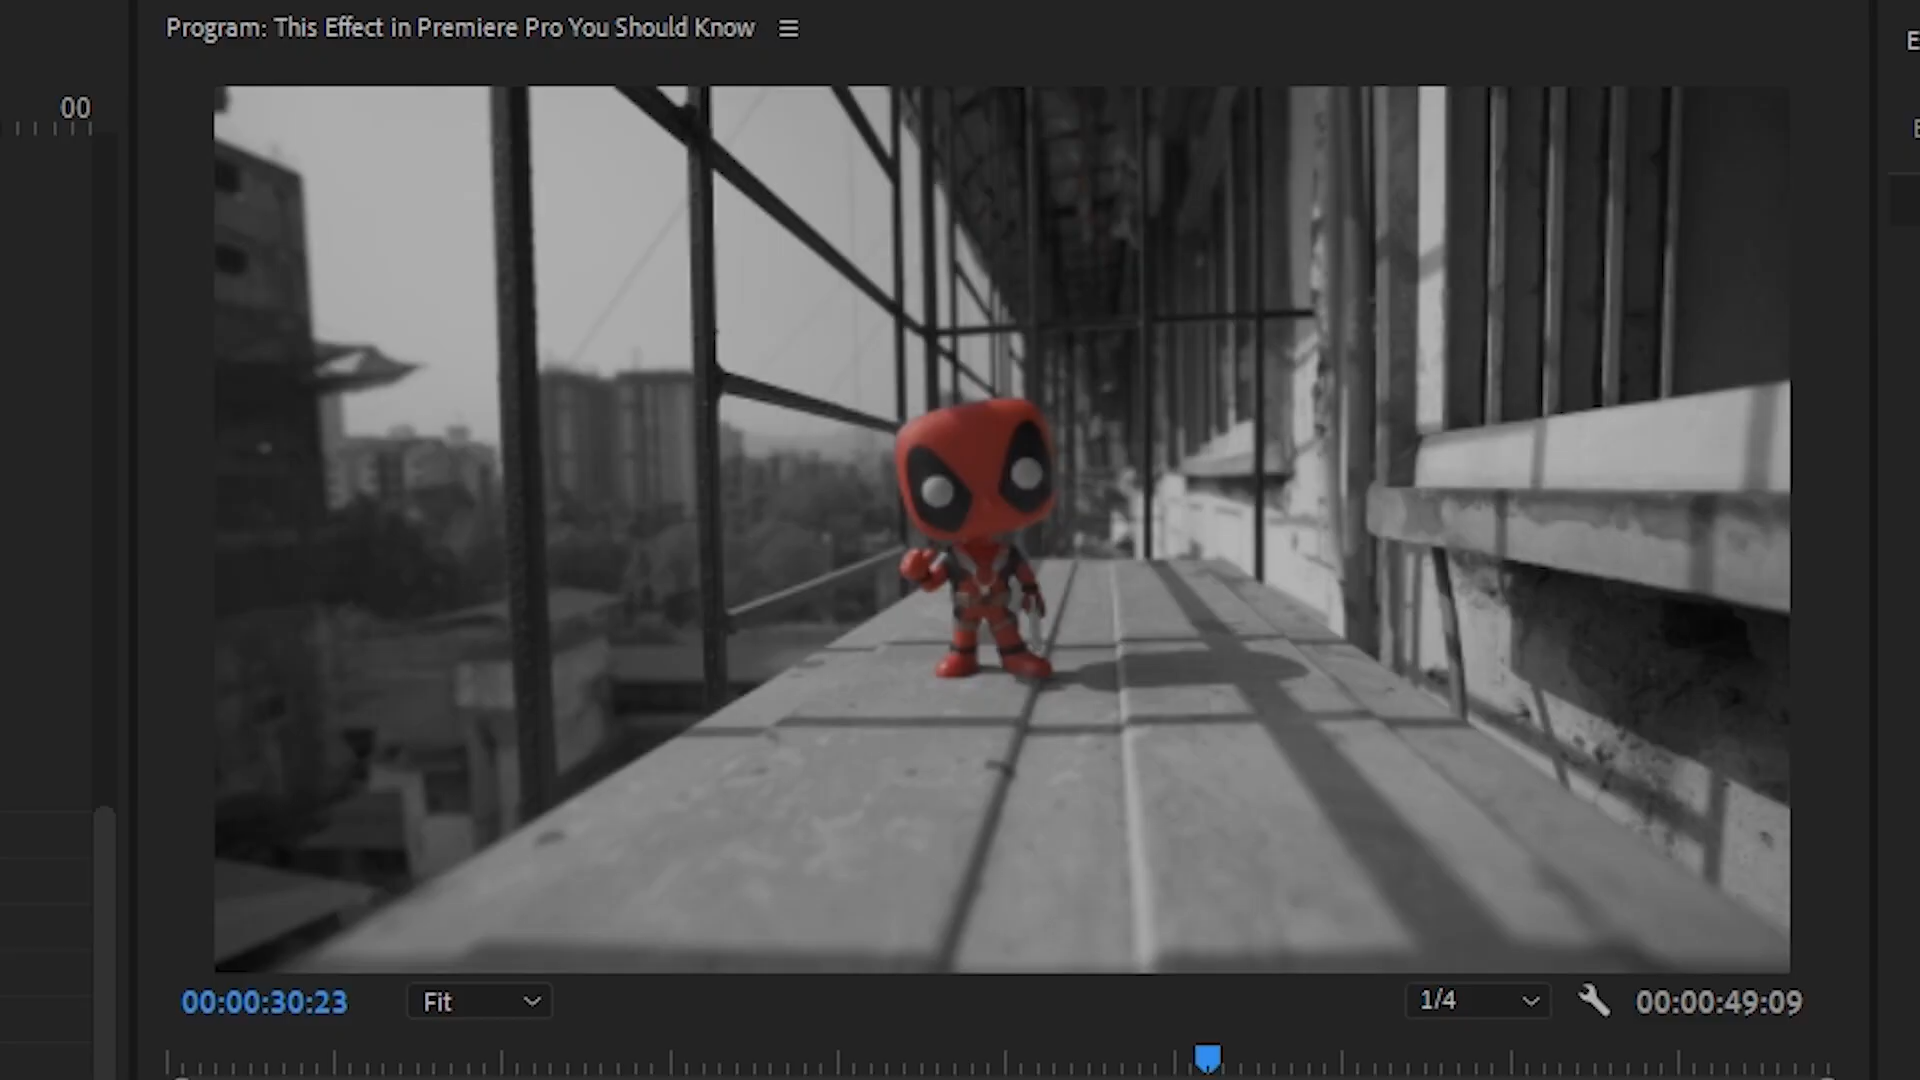 Program: This Effect in Premiere Pro You Should Know
00
00:00:30:23
Fit
1/4
00:00:49:09